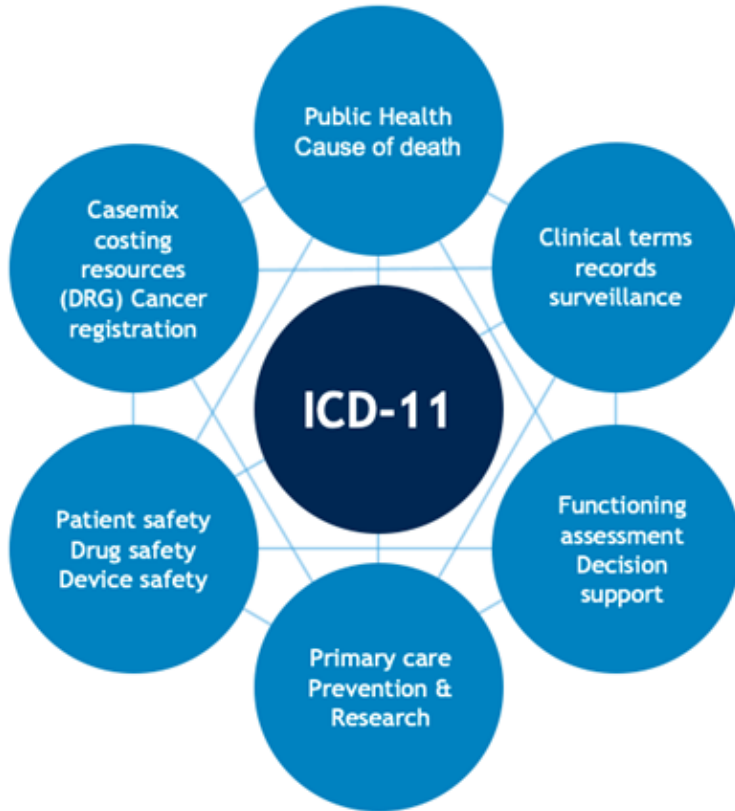 Public Health
Cause of death
Casemix
costing
resources
(DRG) Cancer
registration
Clinical terms
records
surveillance
ICD-11
Patient safety
Drug safety
Device safety
Functioning
assessment
Decision
support
Primary care
Prevention &
Research